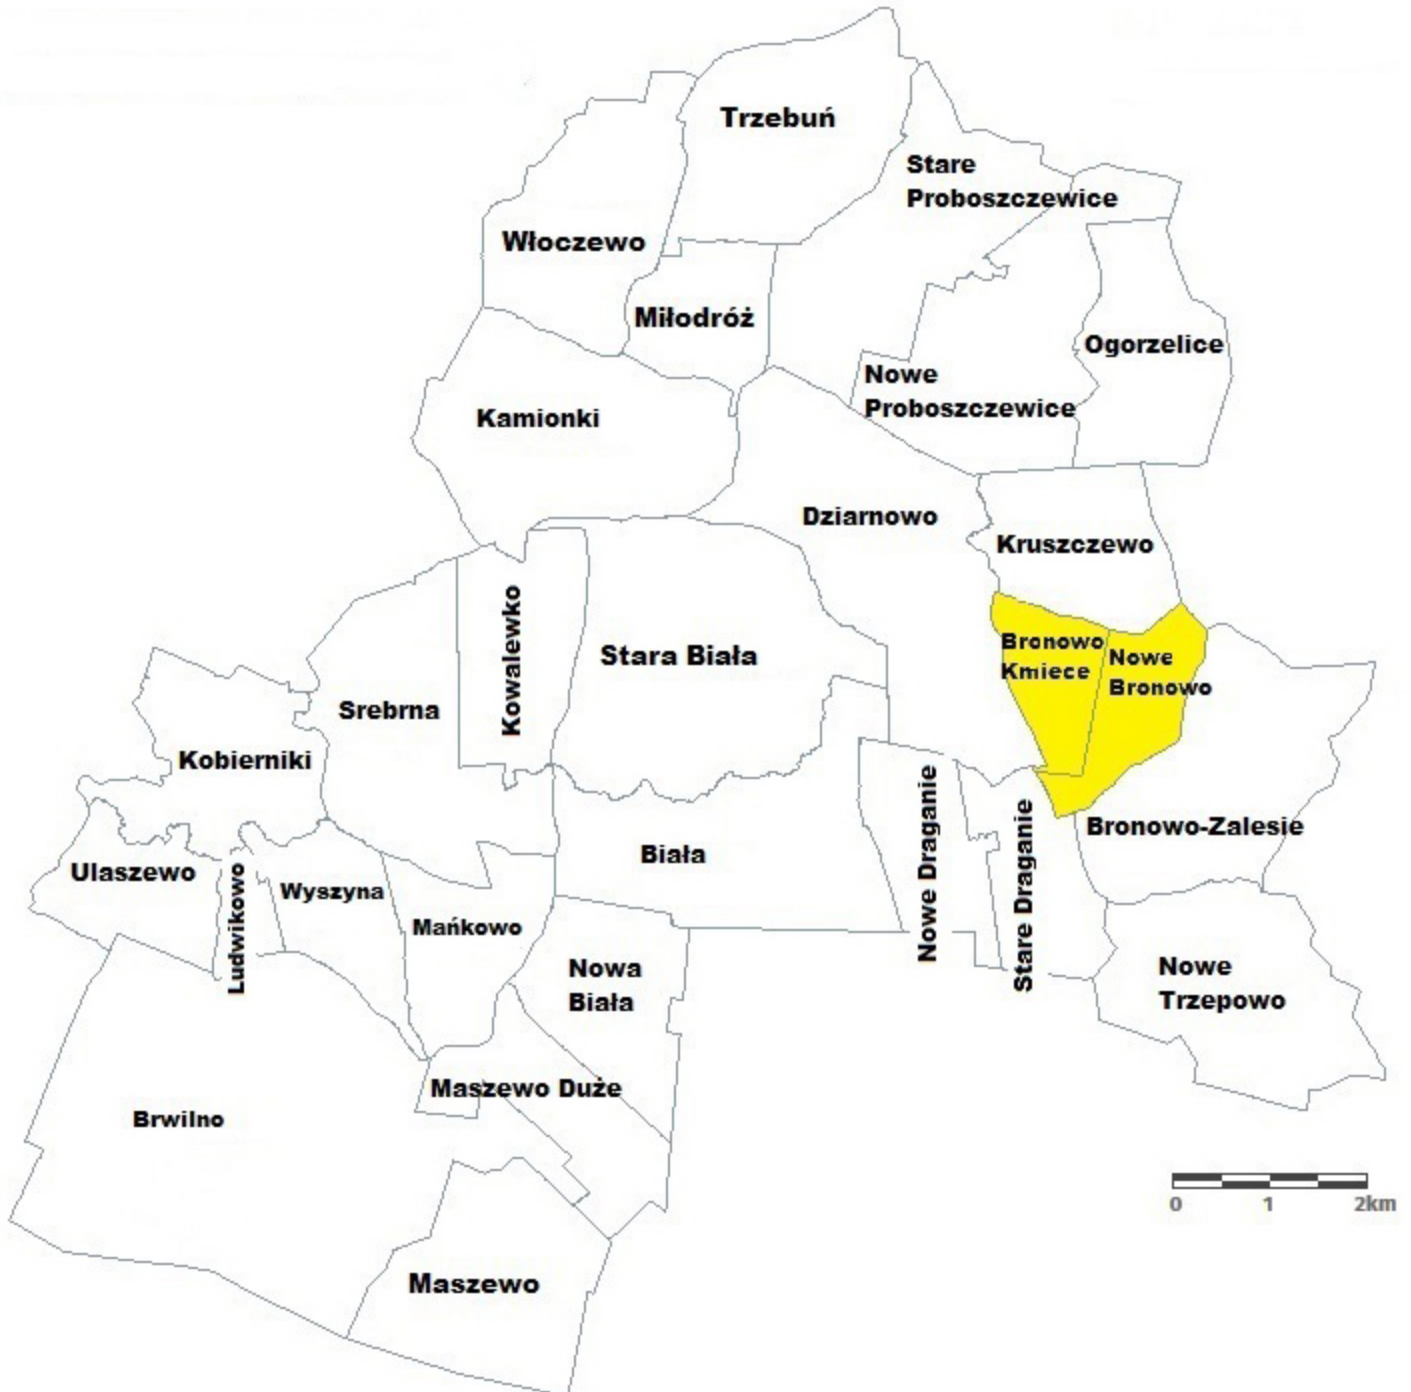 Trzebuń
Stare
Proboszczewice
Włoczewo
Miłodróż
Ogorzelice
Nowe
Proboszczewice
Kamionki
Dziarnowo
Kruszczewo
Kowalewko
Stara Biała
Bronowo
Kmiece
Nowe
Bronowo
Srebrna
Kobierniki
Nowe Draganie
Stare Draganie
Bronowo-Zalesie
Biała
Ulaszewo
Ludwikowo
Wyszyna
Mańkowo
Nowa
Biała
Nowe
Trzepowo
Maszewo Duże
Brwilno
Maszewo
0 1 2km